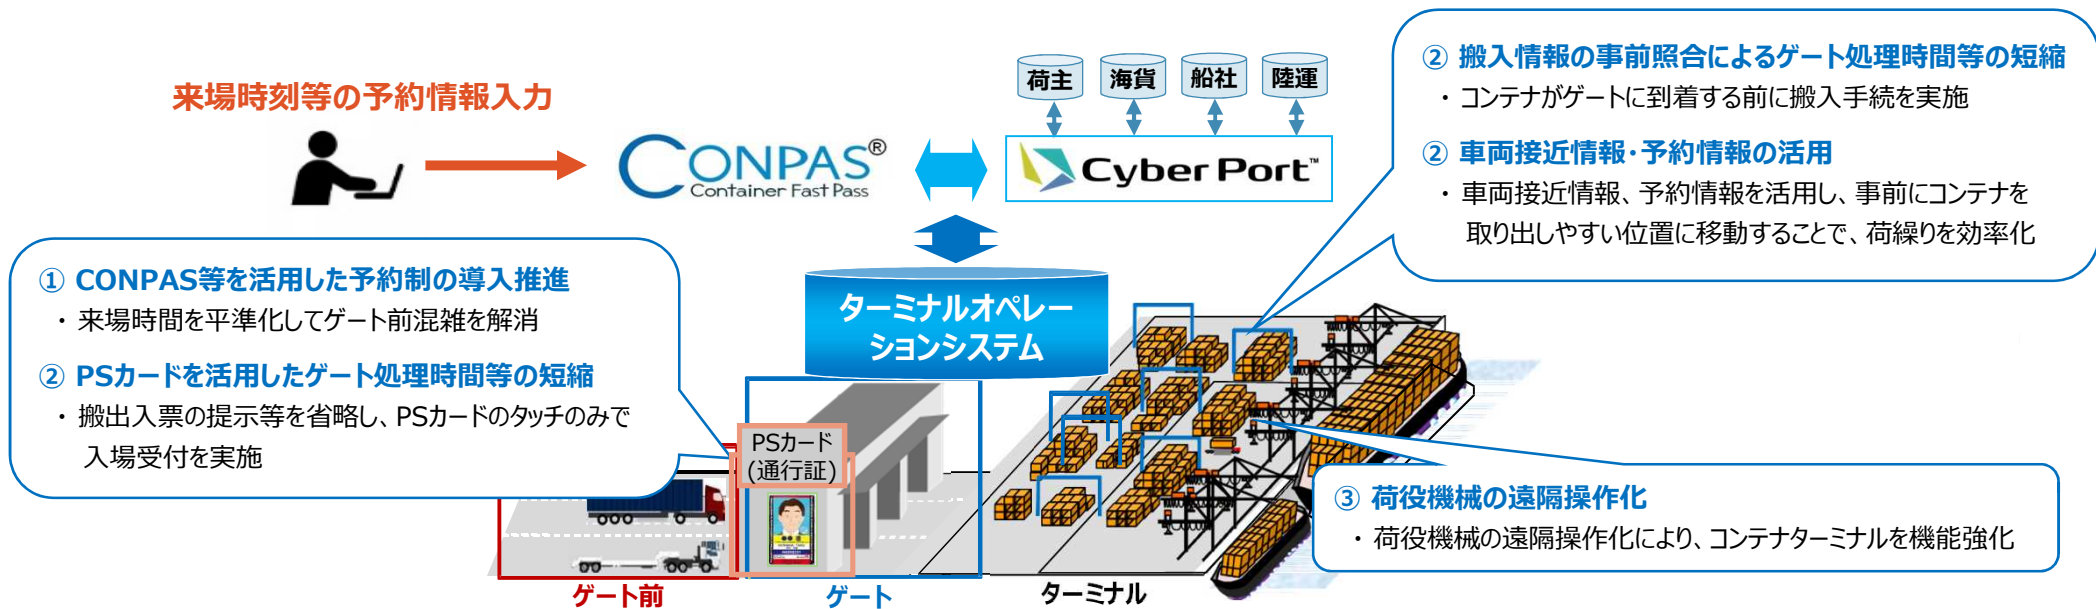 来場時刻等の予約情報入力
CONPAS®
Container Fast Pass
荷主 海貨 船社 陸運
Cyber Port™
② 搬入情報の事前照合によるゲート処理時間等の短縮
・ コンテナがゲートに到着する前に搬入手続を実施
② 車両接近情報・予約情報の活用
・ 車両接近情報、予約情報を活用し、事前にコンテナを
取り出しやすい位置に移動することで、荷繰りを効率化
① CONPAS等を活用した予約制の導入推進
・ 来場時間を平準化してゲート前混雑を解消
② PSカードを活用したゲート処理時間等の短縮
・ 搬出入票の提示等を省略し、PSカードのタッチのみで
入場受付を実施
ターミナルオペレー
ションシステム
PSカード
(通行証)
③ 荷役機械の遠隔操作化
・ 荷役機械の遠隔操作化により、コンテナターミナルを機能強化
ゲート前
ゲート
ターミナル